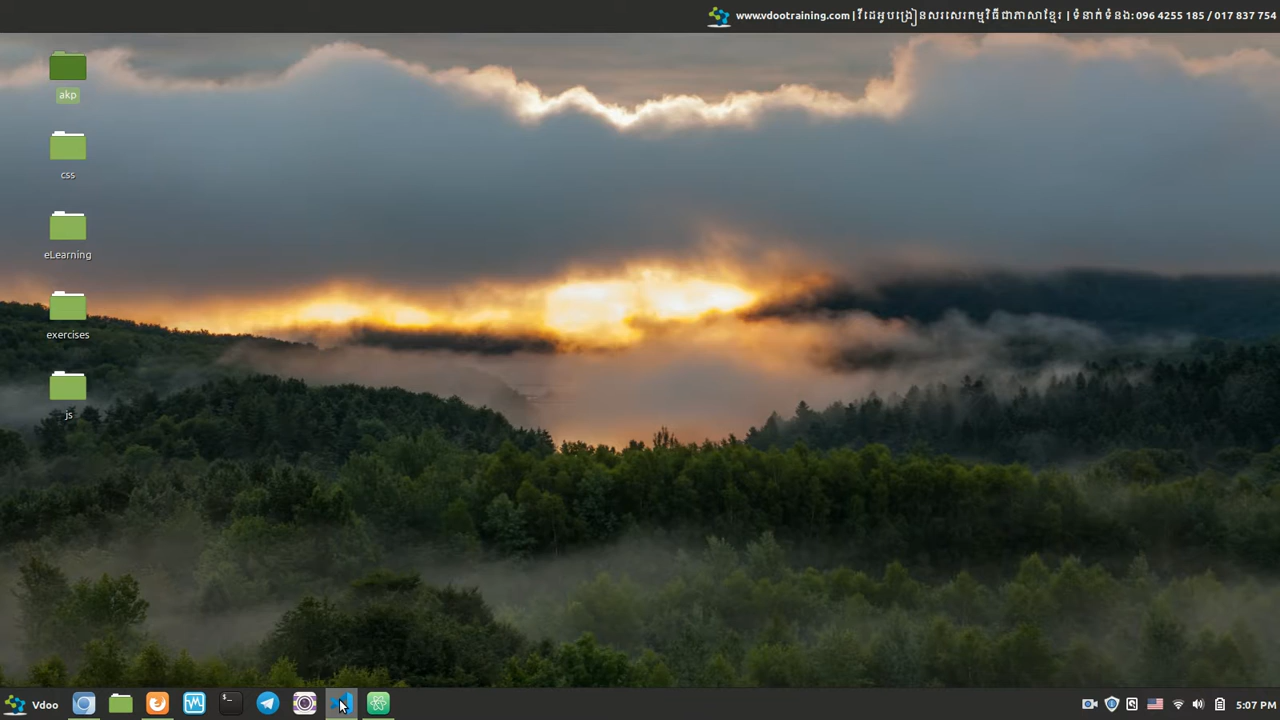 www.vdootraining.com | វីដេអូបង្រៀនសរសេរកម្មវិធីជាភាសាខ្មែរ | ទំនាក់ទំនង: 096 4255 185 / 017 837 754
akp
css
eLearning
exercises
js
Vdoo
5:07 PM